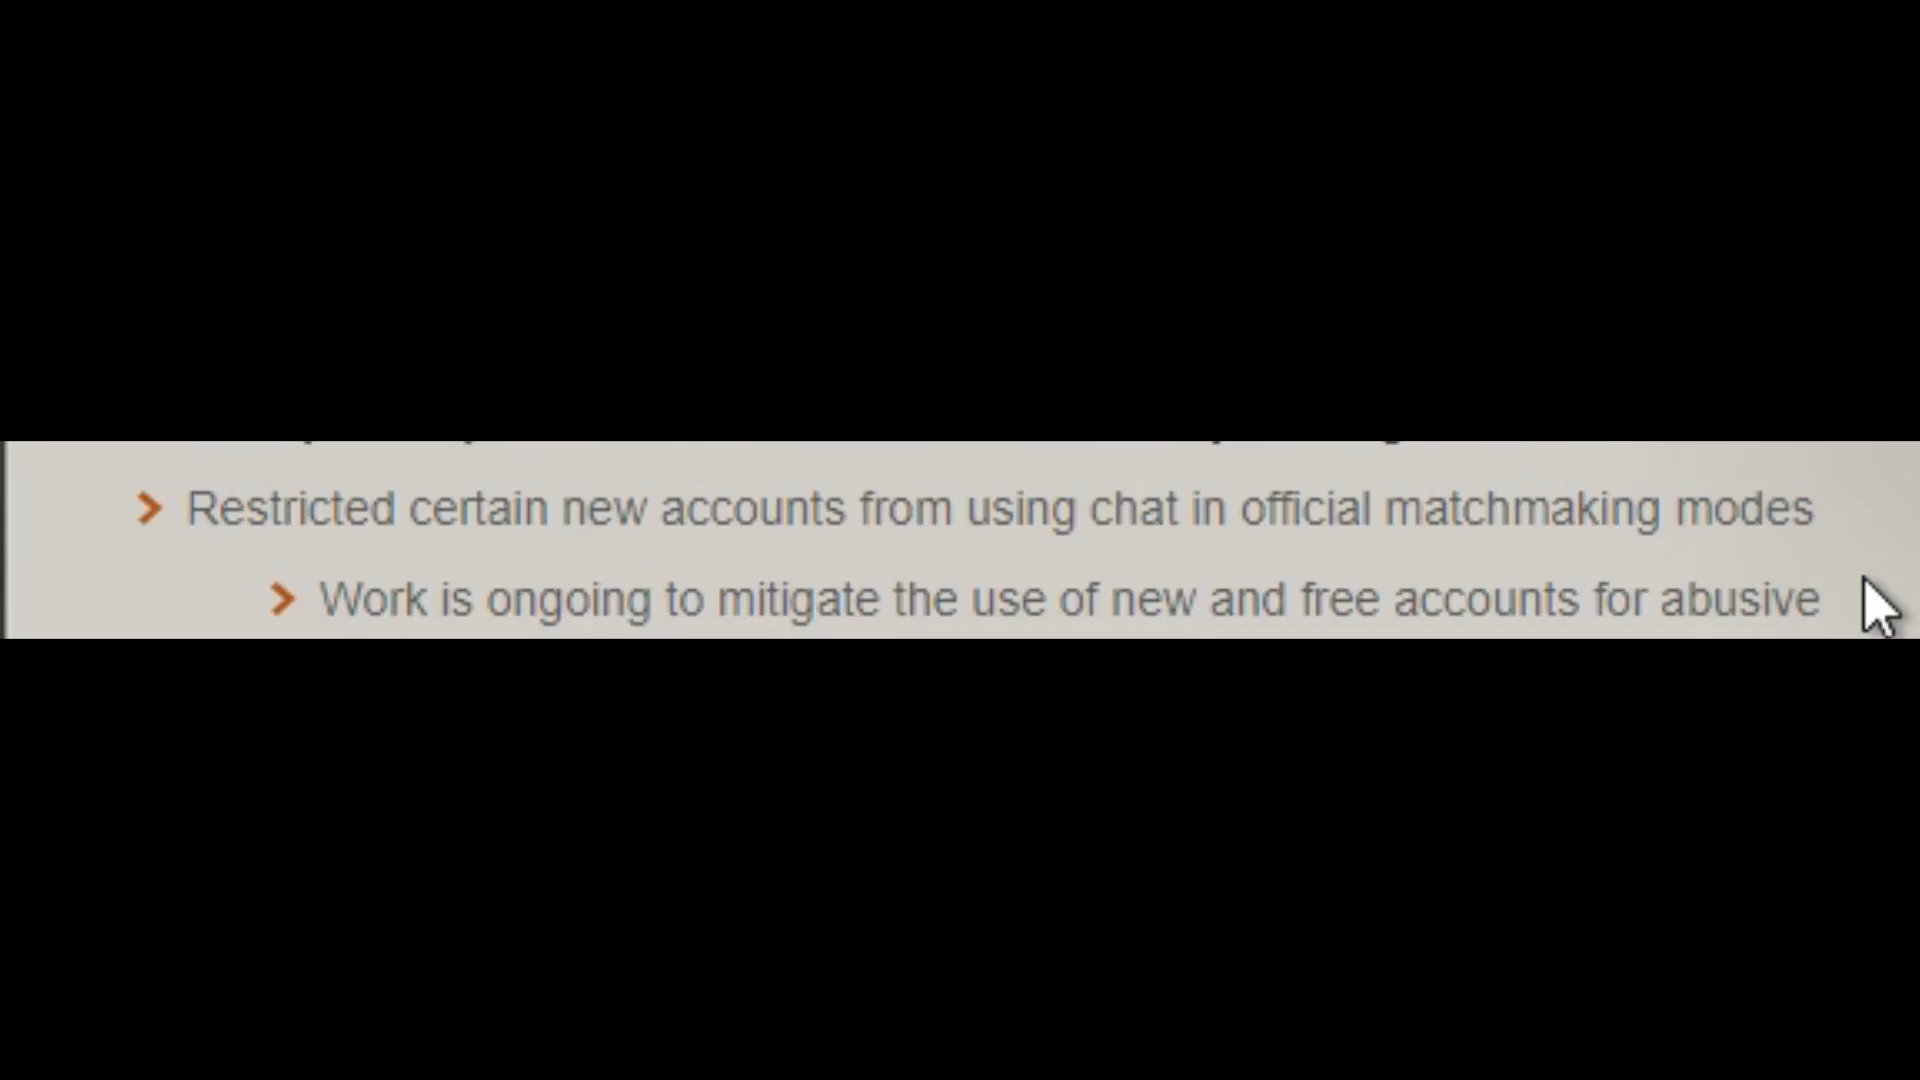 Restricted certain new accounts from using chat in official matchmaking modes
Work is ongoing to mitigate the use of new and free accounts for abusive